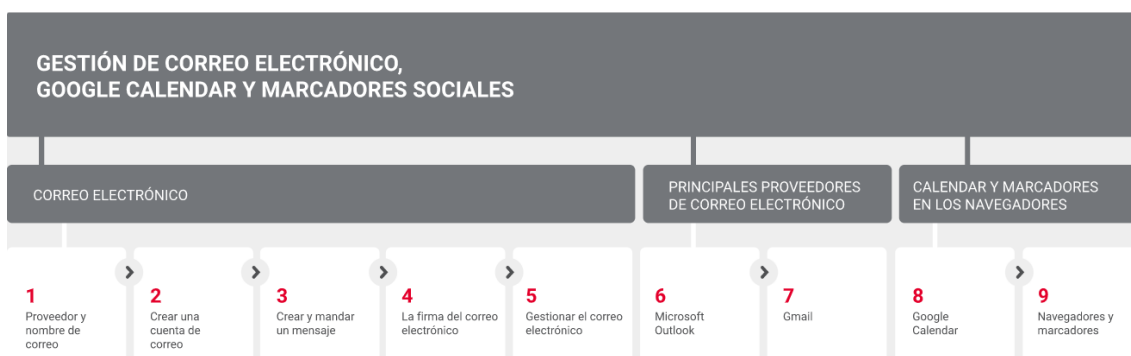 GESTIÓN DE CORREO ELECTRÓNICO,
GOOGLE CALENDAR Y MARCADORES SOCIALES
CORREO ELECTRÓNICO
PRINCIPALES PROVEEDORES
DE CORREO ELECTRÓNICO
CALENDAR Y MARCADORES
EN LOS NAVEGADORES
1
Proveedor y
nombre de
correo
2
Crear una
cuenta de
correo
3
Crear y mandar
un mensaje
4
La firma del correo
electrónico
5
Gestionar el correo
electrónico
6
Microsoft
Outlook
7
Gmail
8
Google
Calendar
9
Navegadores y
marcadores